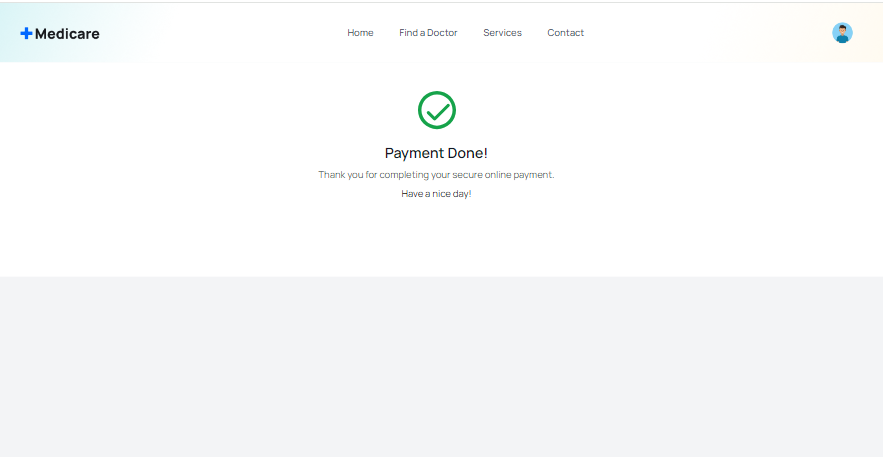 Medicare
Home Find a Doctor Services Contact
Payment Done!
Thank you for completing your secure online payment.
Have a nice day!